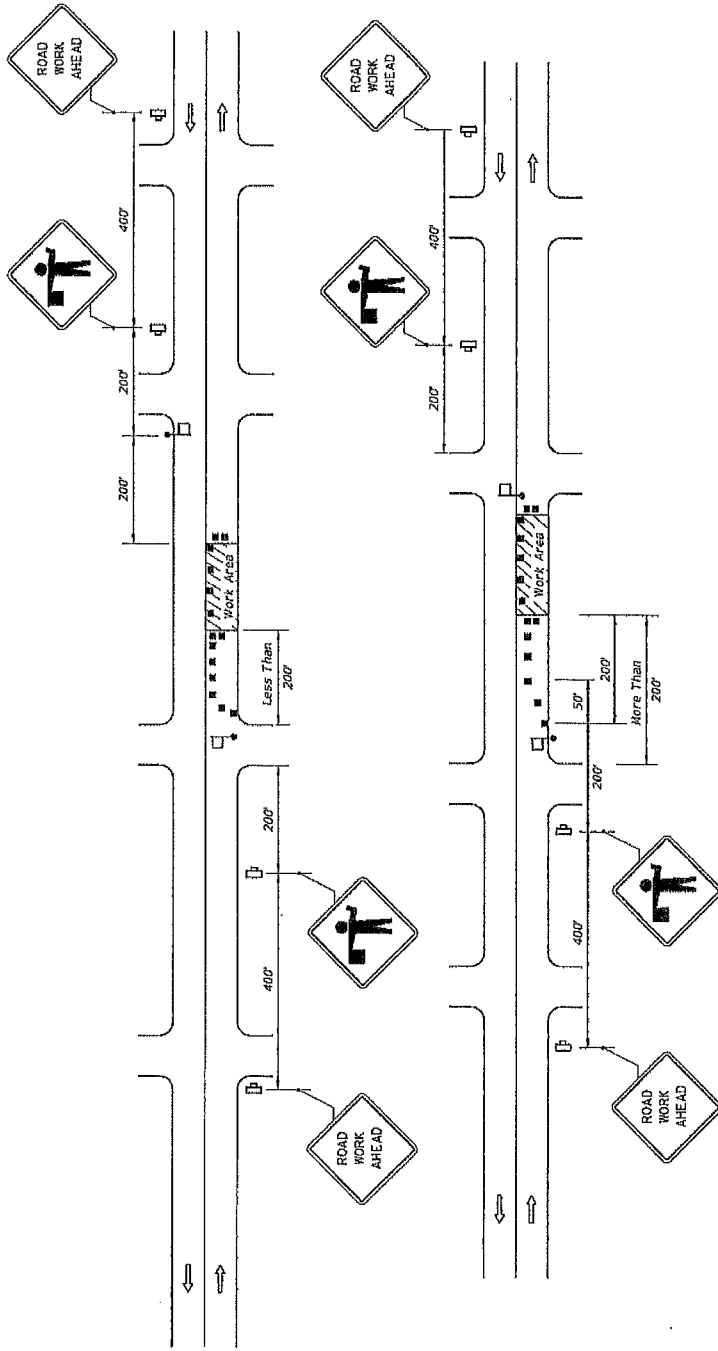 ROAD
WORK
AHEAD
400'
200'
200'
Work Area
Less Than
200'
200'
400'
ROAD
WORK
AHEAD
ROAD
WORK
AHEAD
400'
200'
Work Area
200'
More Than
200'
50'
200'
400'
ROAD
WORK
AHEAD